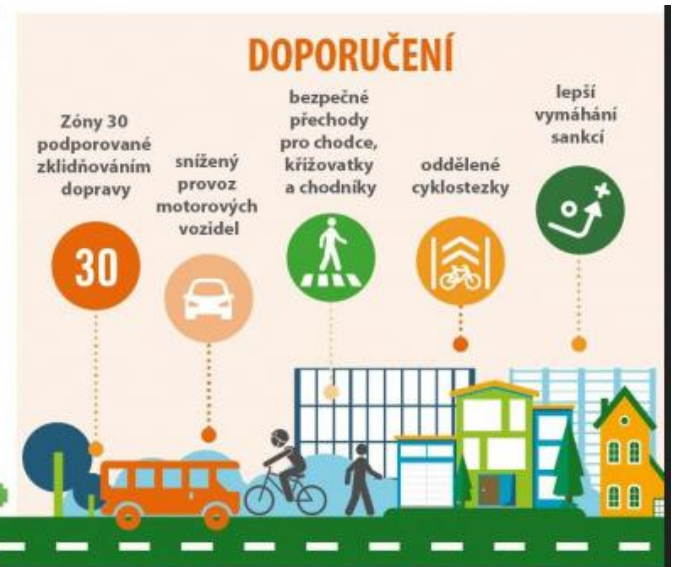 DOPORUČENÍ
Zóny 30
podporované
zklidňováním
dopravy
30
snížený
provoz
motorových
vozidel
bezpečné
přechody
pro chodce,
křižovatky
a chodníky
oddělené
cyklostezky
lepší
vymáhání
sankcí